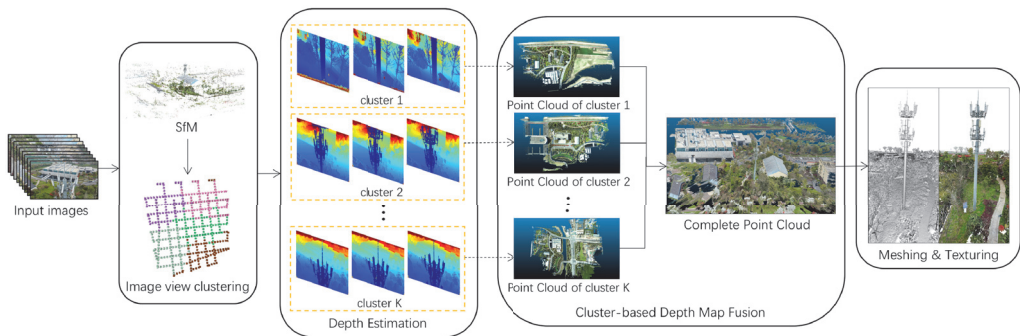 Input images
SfM
Image view clustering
cluster 1
cluster 2
cluster K
Depth Estimation
Point Cloud of cluster 1
Point Cloud of cluster 2
Point Cloud of cluster K
Complete Point Cloud
Cluster-based Depth Map Fusion
Meshing & Texturing